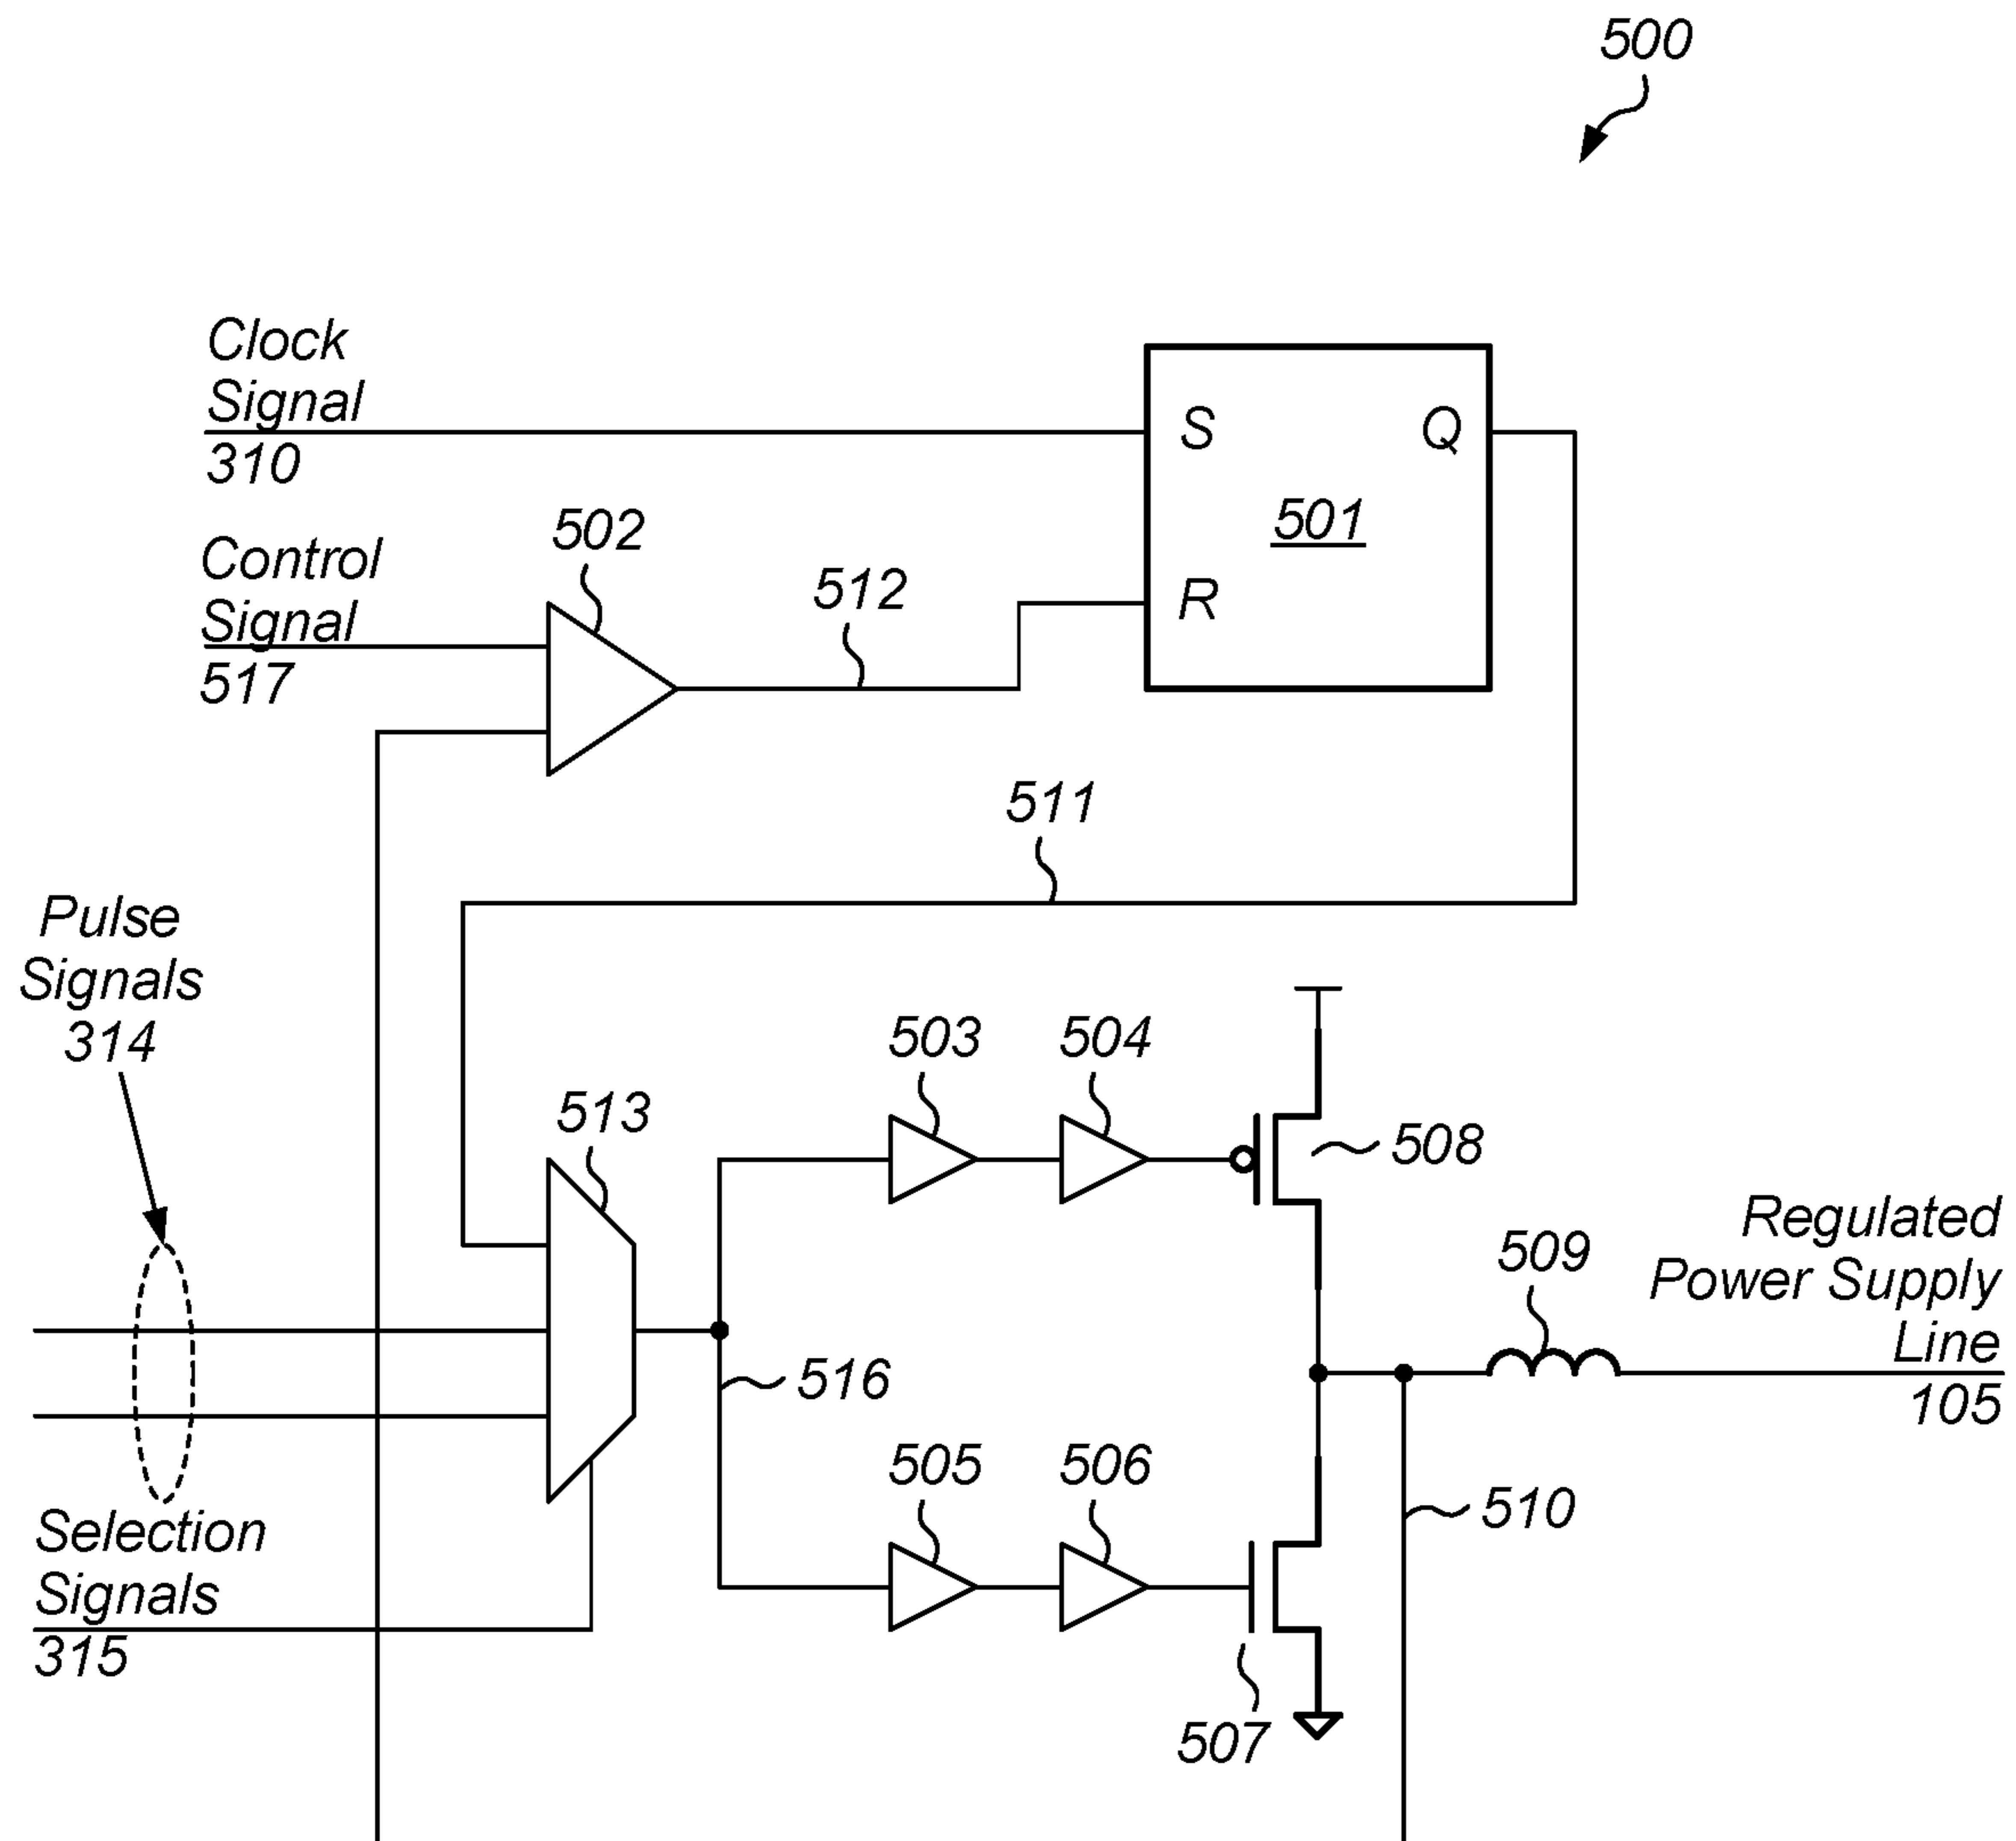 500
Clock
Signal
310
S
Q
501
R
502
Control
Signal
517
512
511
Pulse
Signals
314
503
504
513
508
Regulated
Power Supply
Line
105
509
516
505
506
510
Selection
Signals
315
507